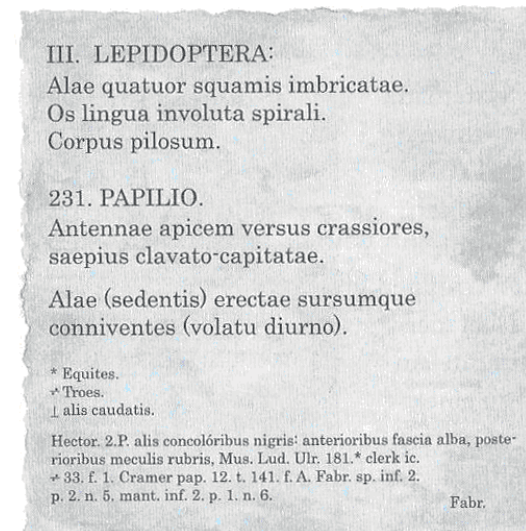 III. LEPIDOPTERA:
Alae quatuor squamis imbricatae.
Os lingua involuta spirali.
Corpus pilosum.
231. PAPILIO.
Antennae apicem versus crassiores,
saepius clavato-capitatae.
Alae (sedentis) erectae sursumque
conniventes (volatu diurno).
* Equites.
⚹ Troes.
⊥ alis caudatis.
Hector. 2.P. alis concolóribus nigris: anterioribus fascia alba, poste-
rioribus meculis rubris, Mus. Lud. Ulr. 181.* clerk ic.
⚹ 33. f. 1. Cramer pap. 12. t. 141. f. A. Fabr. sp. inf. 2.
p. 2. n. 5. mant. inf. 2. p. 1. n. 6.
Fabr.